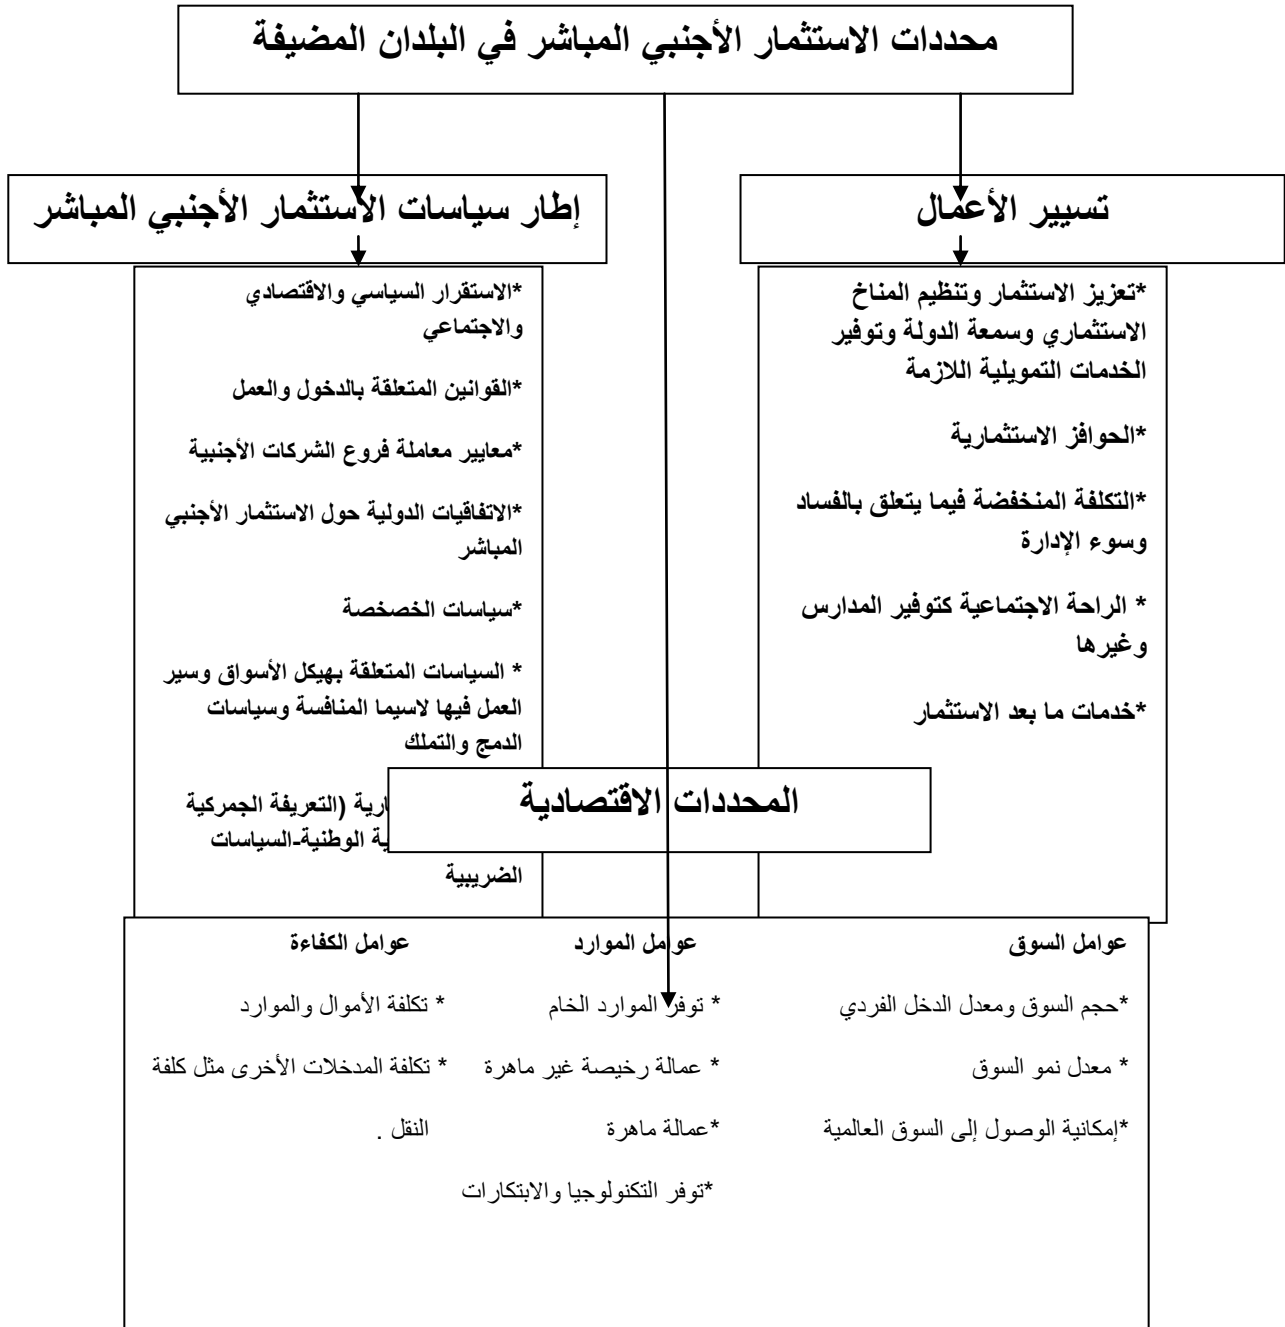 محددات الاستثمار الأجنبي المباشر في البلدان المضيفة
تسيير الأعمال
*تعزيز الاستثمار وتنظيم المناخ
الاستثماري وسمعة الدولة وتوفير
الخدمات التمويلية اللازمة
*الحوافز الاستثمارية
*التكلفة المنخفضة فيما يتعلق بالفساد
وسوء الإدارة
* الراحة الاجتماعية كتوفير المدارس
وغيرها
*خدمات ما بعد الاستثمار
إطار سياسات الاستثمار الأجنبي المباشر
*الاستقرار السياسي والاقتصادي
والاجتماعي
*القوانين المتعلقة بالدخول والعمل
*معايير معاملة فروع الشركات الأجنبية
*الاتفاقيات الدولية حول الاستثمار الأجنبي
المباشر
*سياسات الخصخصة
* السياسات المتعلقة بهيكل الأسواق وسير
العمل فيها لاسيما المنافسة وسياسات
الدمج والتملك
(التعريفة الجمركية
الوطنية-السياسات
الضريبية
المحددات الاقتصادية
عوامل السوق
*حجم السوق ومعدل الدخل الفردي
* معدل نمو السوق
*إمكانية الوصول إلى السوق العالمية
عوامل الموارد
* توفر الموارد الخام
* عمالة رخيصة غير ماهرة
*عمالة ماهرة
*توفر التكنولوجيا والابتكارات
عوامل الكفاءة
* تكلفة الأموال والموارد
* تكلفة المدخلات الأخرى مثل كلفة
النقل .